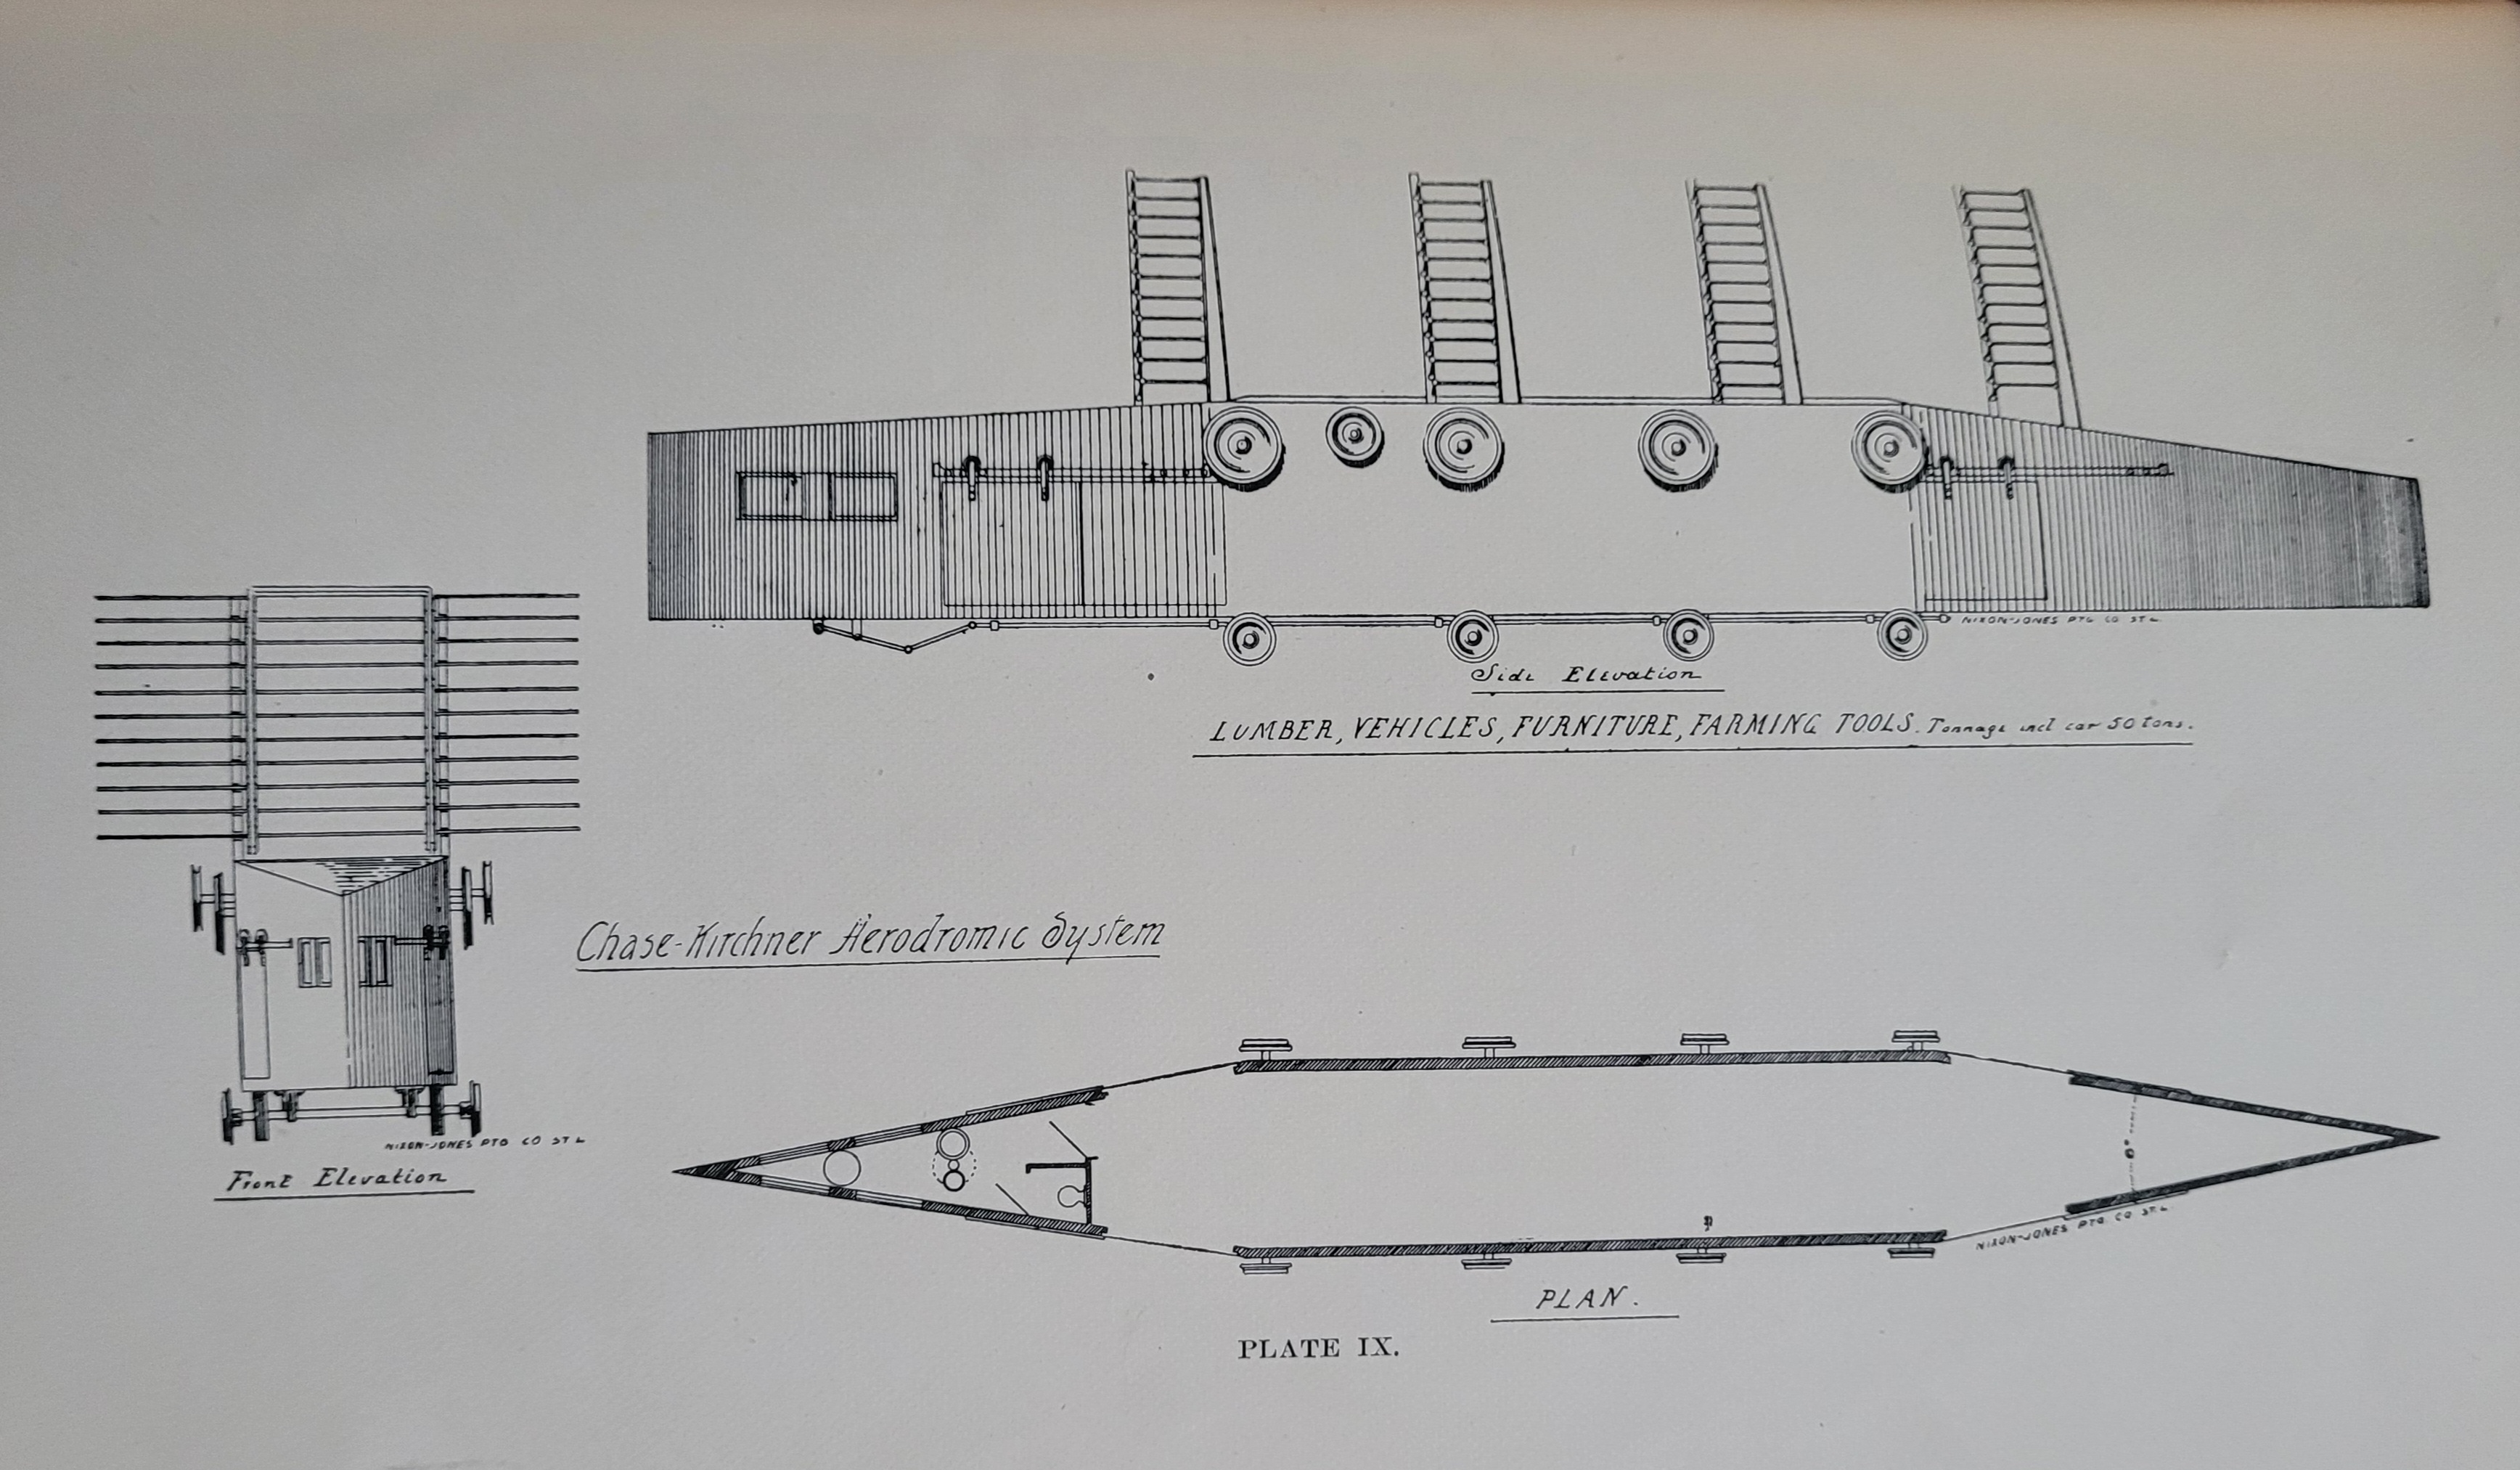 NIXON-JONES PTG CO ST L.
Side Elevation
LUMBER, VEHICLES, FURNITURE, FARMING TOOLS. Tonnage incl car 50 tons.
NIXON-JONES PTG CO ST L
Front Elevation
Chase-Kirchner Aerodromic System
NIXON-JONES PTG CO ST L.
PLAN.
PLATE IX.